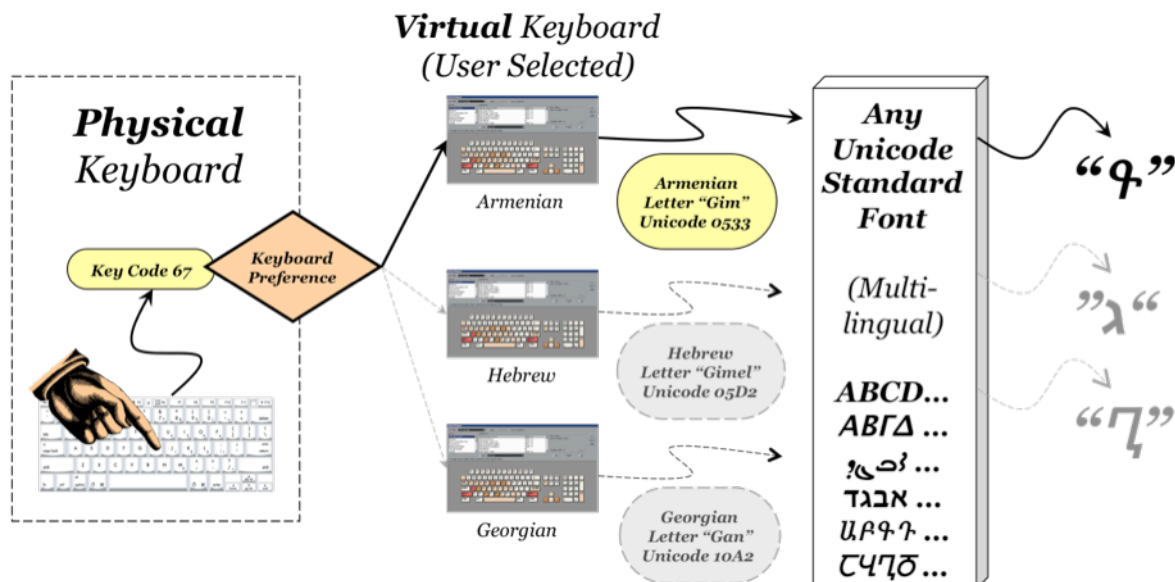 Physical
Keyboard
Key Code 67
Keyboard
Preference
Virtual Keyboard
(User Selected)
Armenian
Armenian
Letter “Gim”
Unicode 0533
Hebrew
Hebrew
Letter “Gimel”
Unicode 05D2
Georgian
Georgian
Letter “Gan”
Unicode 10A2
Any
Unicode
Standard
Font
(Multi-
lingual)
ABCD...
ΑΒΓΔ ...
אבגד ...
ԱԲԳԴ ...
“Գ”
”ג“
“Ⴂ”